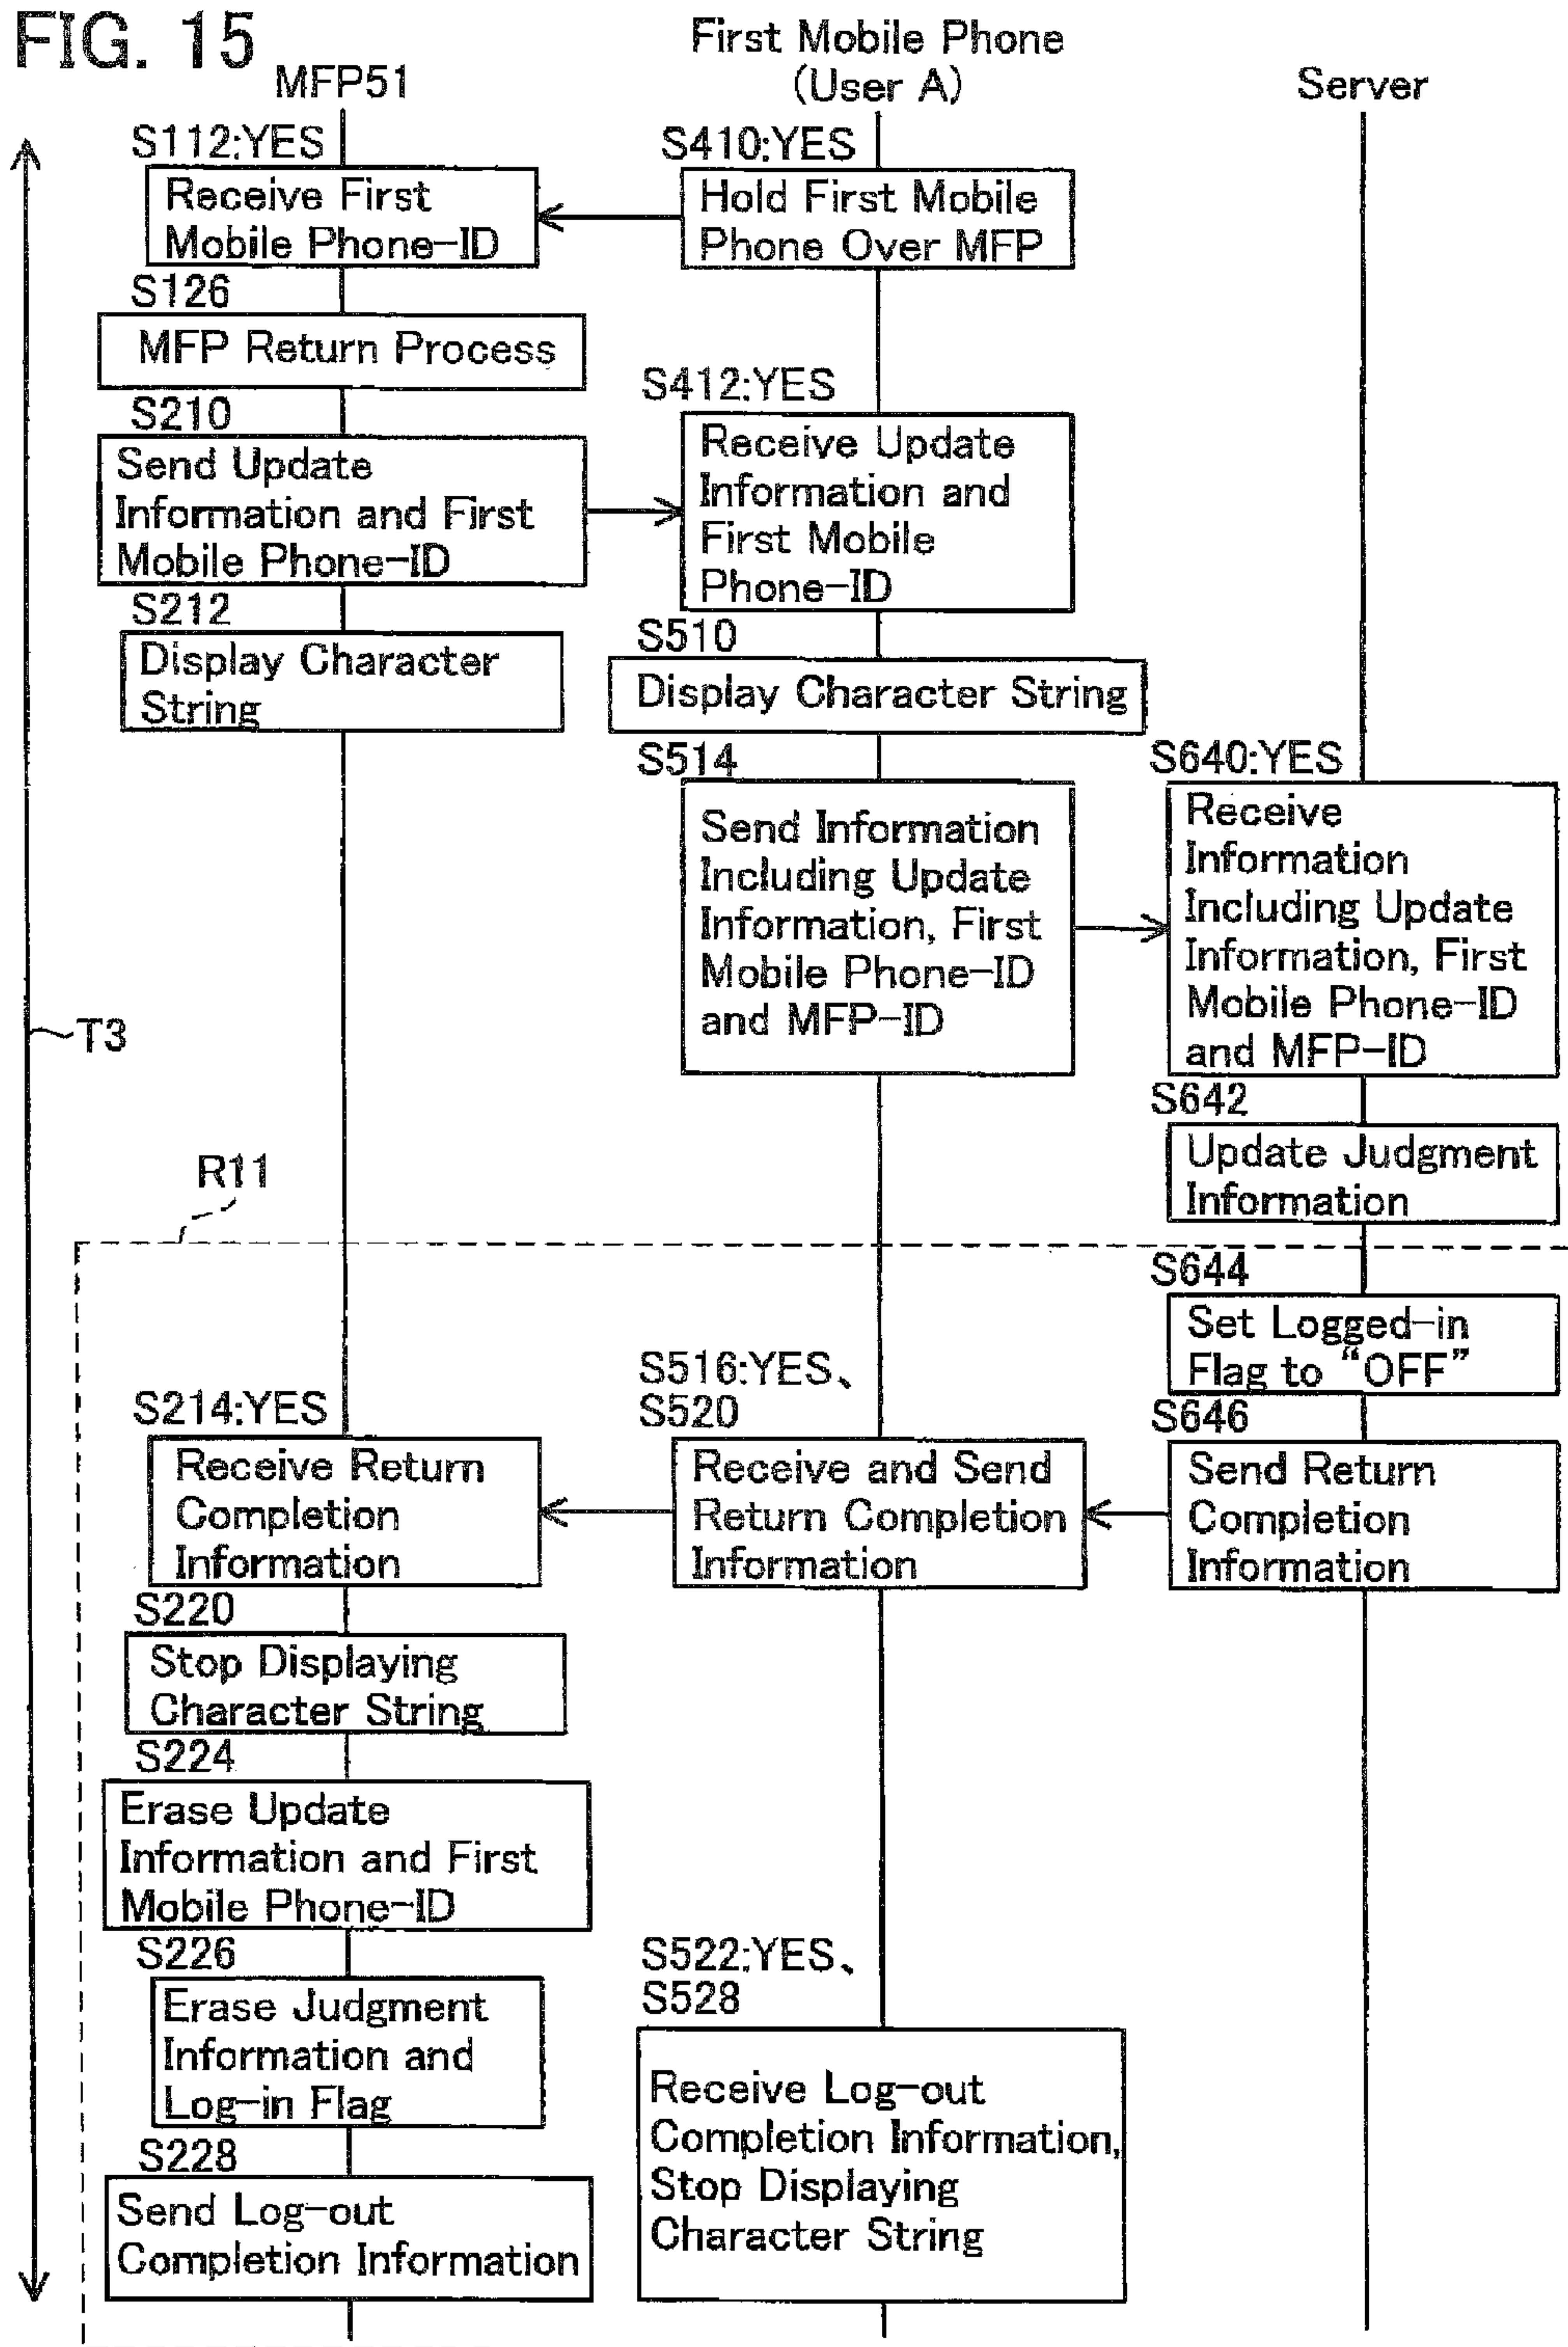 FIG. 15
MFP51
First Mobile Phone
(User A)
Server
S112:YES
Receive First
Mobile Phone-ID
S410:YES
Hold First Mobile
Phone Over MFP
S126
MFP Return Process
S210
Send Update
Information and First
Mobile Phone-ID
S412:YES
Receive Update
Information and
First Mobile
Phone-ID
S212
Display Character
String
S510
Display Character String
S514
Send Information
Including Update
Information, First
Mobile Phone-ID
and MFP-ID
S640:YES
Receive
Information
Including Update
Information, First
Mobile Phone-ID
and MFP-ID
T3
S642
Update Judgment
Information
R11
S644
Set Logged-in
Flag to “OFF”
S646
Send Return
Completion
Information
S516:YES、
S520
Receive and Send
Return Completion
Information
S214:YES
Receive Return
Completion
Information
S220
Stop Displaying
Character String
S224
Erase Update
Information and First
Mobile Phone-ID
S226
Erase Judgment
Information and
Log-in Flag
S228
Send Log-out
Completion Information
S522:YES、
S528
Receive Log-out
Completion Information,
Stop Displaying
Character String